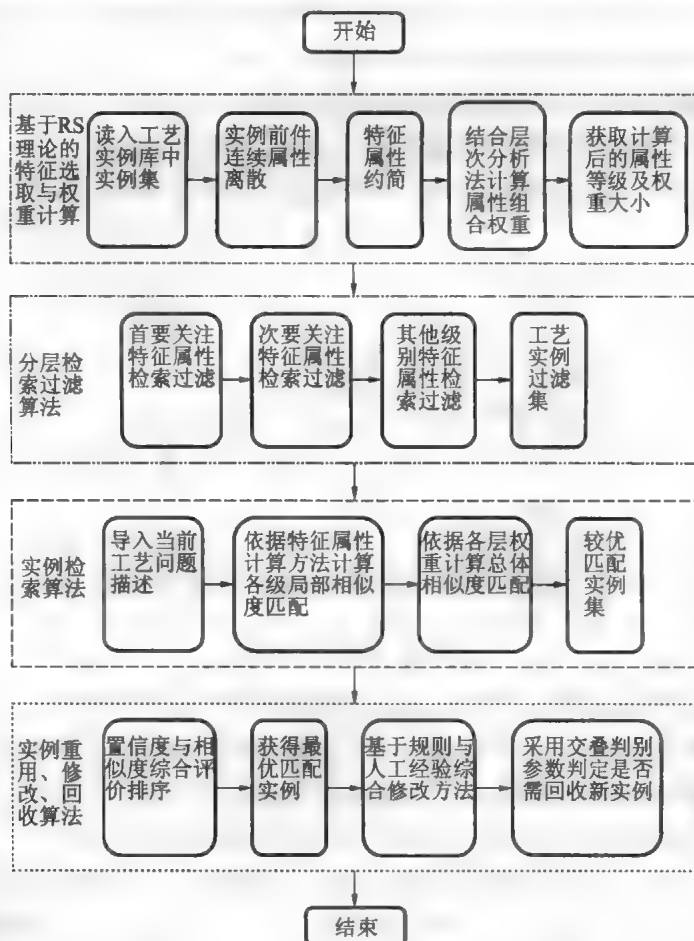 开始
基于RS
理论的
特征选
取与权
重计算
读入工艺
实例库中
实例集
实例前件
连续属性
离散
特征
属性
约简
结合层
次分析
法计算
属性组
合权重
获取计算
后的属性
等级及权
重大小
分层检
索过滤
算法
首要关注
特征属性
检索过滤
次要关注
特征属性
检索过滤
其他级
别特征
属性检
索过滤
工艺
实例
过滤
集
实例检
索算法
导入当前
工艺问题
描述
依据特征属性
计算方法计算
各级局部相似
度匹配
依据各层权
重计算总体
相似度匹配
较优
匹配
实例
集
实例重
用、修
改、回
收算法
置信度与相
似度综合评
价排序
获得最
优匹配
实例
基于规则与
人工经验综
合修改方法
采用交叠判别
参数判定是否
需回收新实例
结束